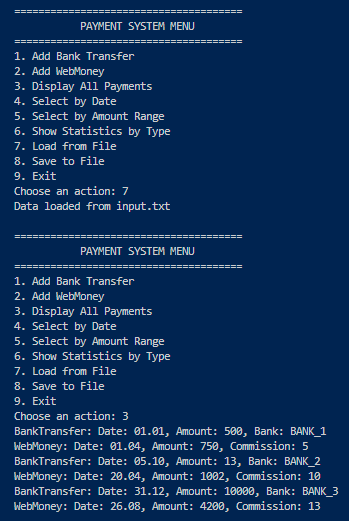 =====================================
PAYMENT SYSTEM MENU
=====================================
1. Add Bank Transfer
2. Add WebMoney
3. Display All Payments
4. Select by Date
5. Select by Amount Range
6. Show Statistics by Type
7. Load from File
8. Save to File
9. Exit
Choose an action: 7
Data loaded from input.txt
=====================================
PAYMENT SYSTEM MENU
=====================================
1. Add Bank Transfer
2. Add WebMoney
3. Display All Payments
4. Select by Date
5. Select by Amount Range
6. Show Statistics by Type
7. Load from File
8. Save to File
9. Exit
Choose an action: 3
BankTransfer: Date: 01.01, Amount: 500, Bank: BANK_1
WebMoney: Date: 01.04, Amount: 750, Commission: 5
BankTransfer: Date: 05.10, Amount: 13, Bank: BANK_2
WebMoney: Date: 20.04, Amount: 1002, Commission: 10
BankTransfer: Date: 31.12, Amount: 10000, Bank: BANK_3
WebMoney: Date: 26.08, Amount: 4200, Commission: 13